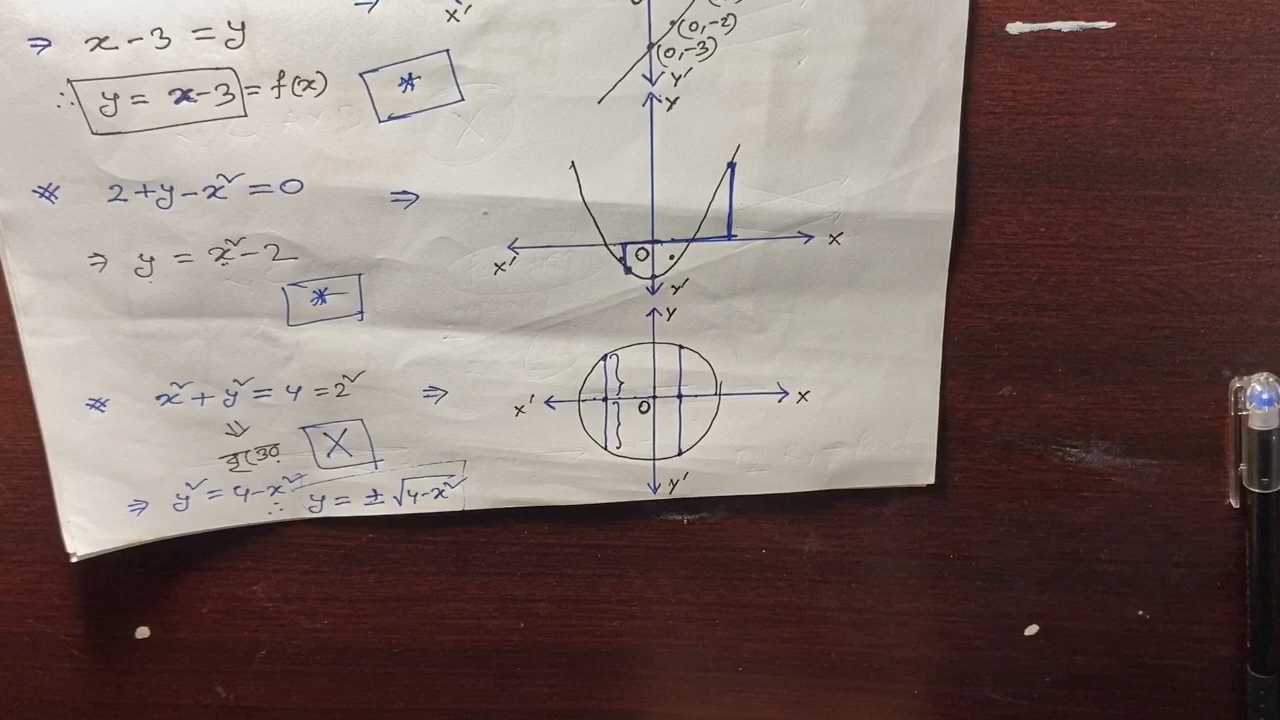 ⇒ X'
⇒ x - 3 = y
(0,-2)
(0,-3)
Y'
∴ y = x-3 = f(x) *
Y
* 2+y-x² = 0 ⇒
X' O X
⇒ y = x²-2
Y'
*
Y
* x² + y² = 4 = 2² ⇒
X' O X
⇓
X
⇒ y² = 4-x² ∴ y = ± √4-x²
Y'